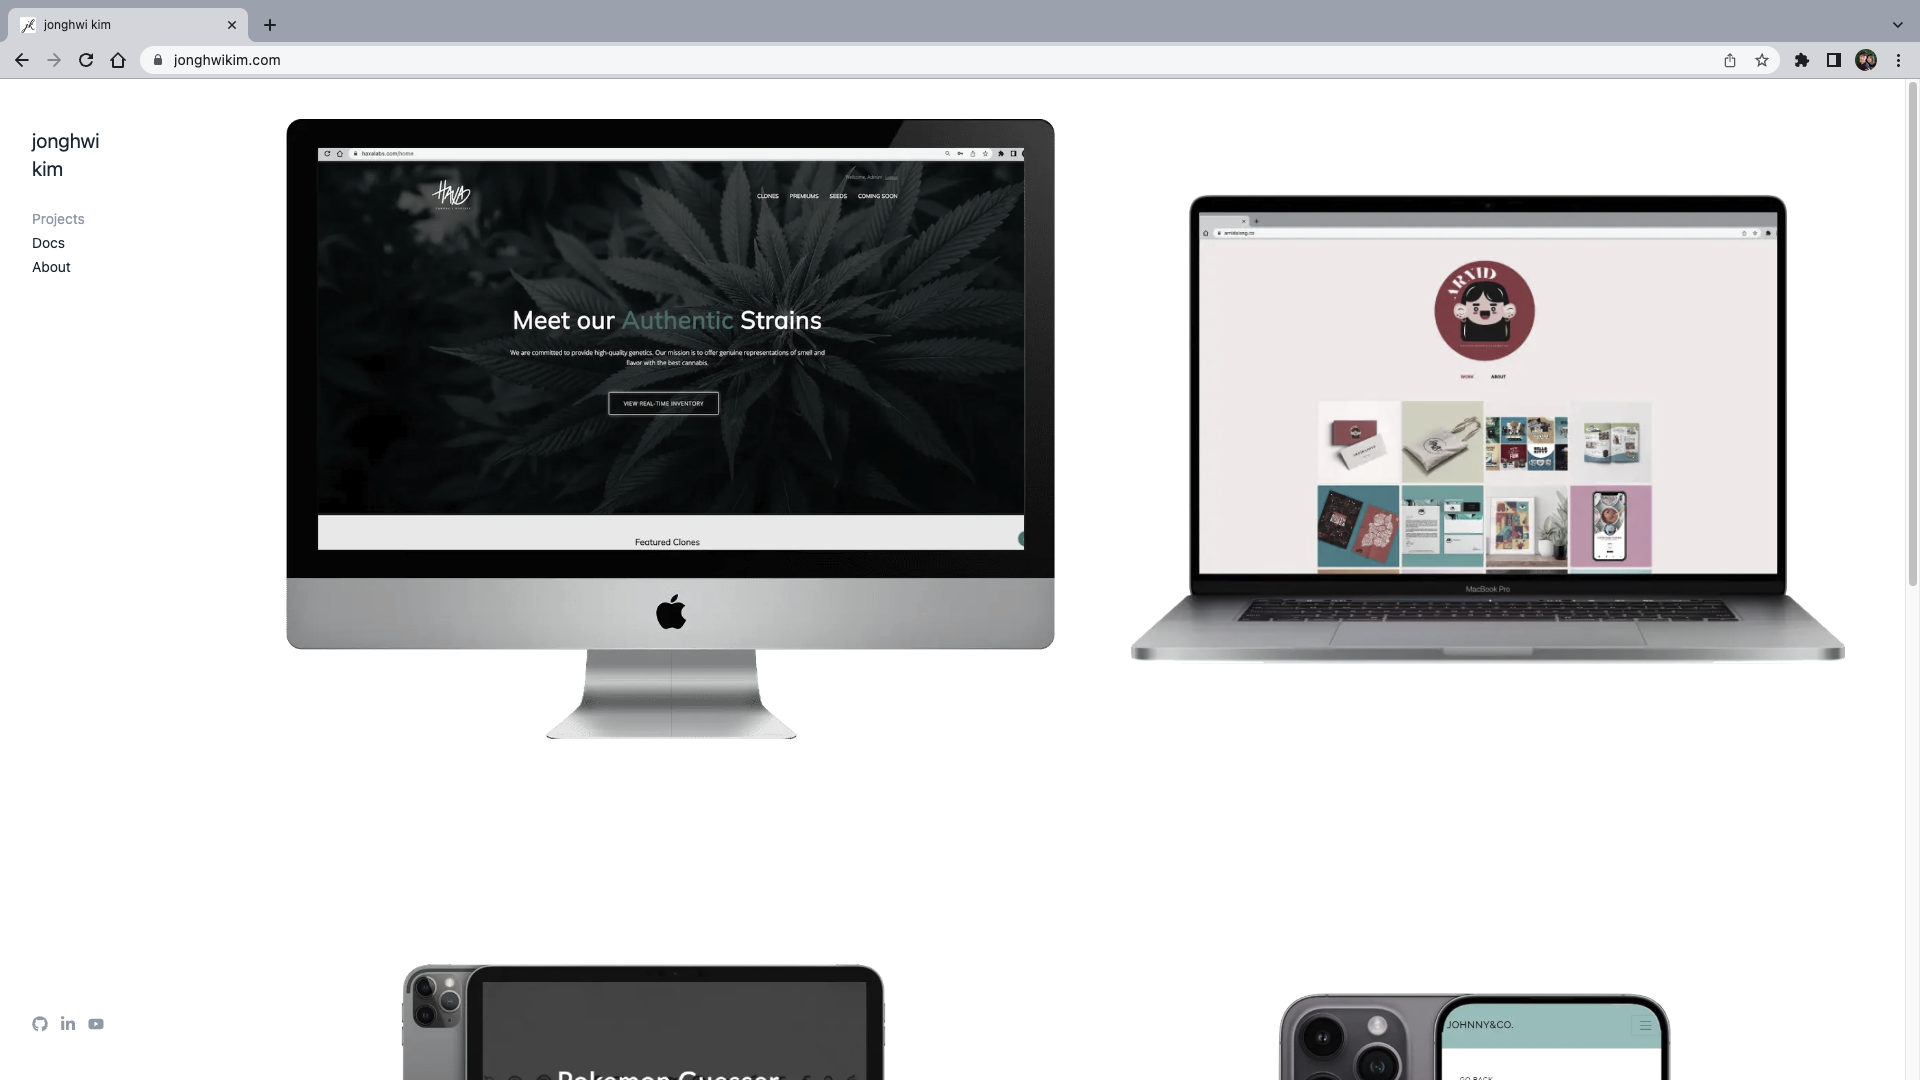 jonghwi kim
jonghwikim.com
jonghwi
kim
Projects
Docs
About
haxalabs.com/home
Welcome, Admin Logout
HAXA
CLONES PREMIUMS SEEDS COMING SOON
Meet our Authentic Strains
We are committed to provide high-quality genetics. Our mission is to offer genuine representations of smell and
flavor with the best cannabis.
VIEW REAL-TIME INVENTORY
Featured Clones
ARNID
WORK ABOUT
MacBook Pro
Pokemon Guesser
JOHNNY&CO.
GO BACK